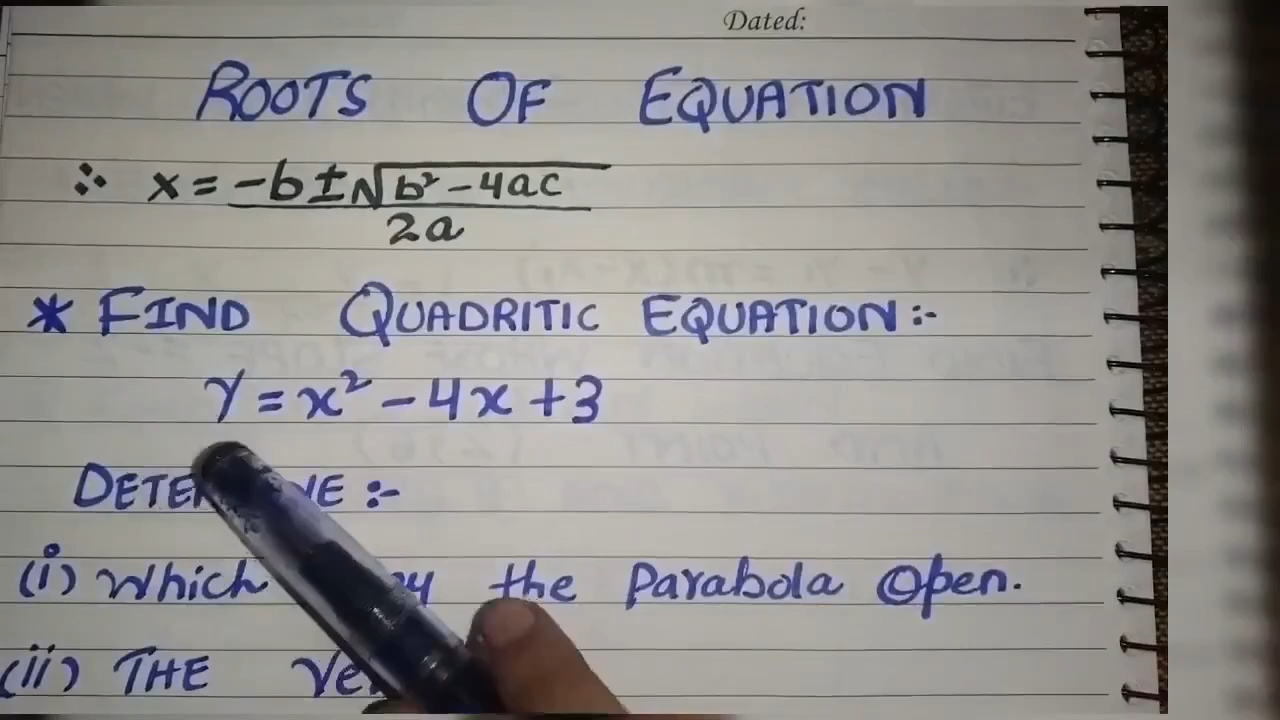 Dated:
ROOTS OF EQUATION
∴ x = -b±√b²-4ac / 2a
* FIND QUADRITIC EQUATION:-
y = x² - 4x + 3
:-
(i) Which the Parabola Open.
(ii) THE